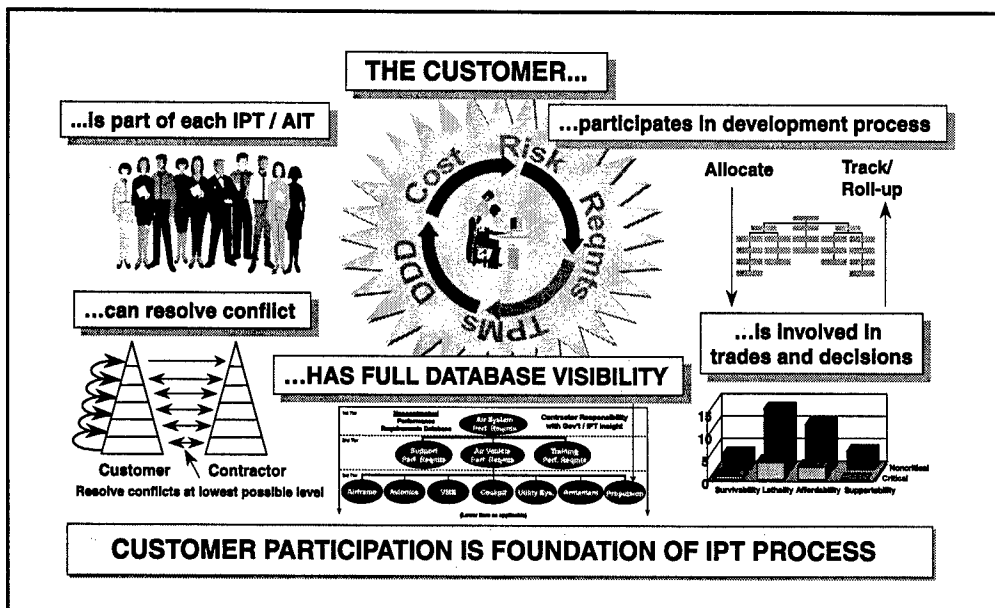 THE CUSTOMER...
...is part of each IPT / AIT
...participates in development process
Cost
Risk
Reqmts
TPMs
DDD
Allocate
Track/
Roll-up
...can resolve conflict
...is involved in
trades and decisions
...HAS FULL DATABASE VISIBILITY
Customer
Contractor
Resolve conflicts at lowest possible level
Performance
Requirements Database
Air System
Perf. Reqmts
Contractor Responsibility
with Gov't / IPT Insight
Support
Perf. Reqmts
Air Vehicle
Perf. Reqmts
Training
Perf. Reqmts
Airframe
Avionics
VMS
Cockpit
Utility Sys.
Armament
Propulsion
(Lower tiers as applicable)
15
10
5
0
Noncritical
Critical
Survivability
Lethality
Affordability
Supportability
CUSTOMER PARTICIPATION IS FOUNDATION OF IPT PROCESS